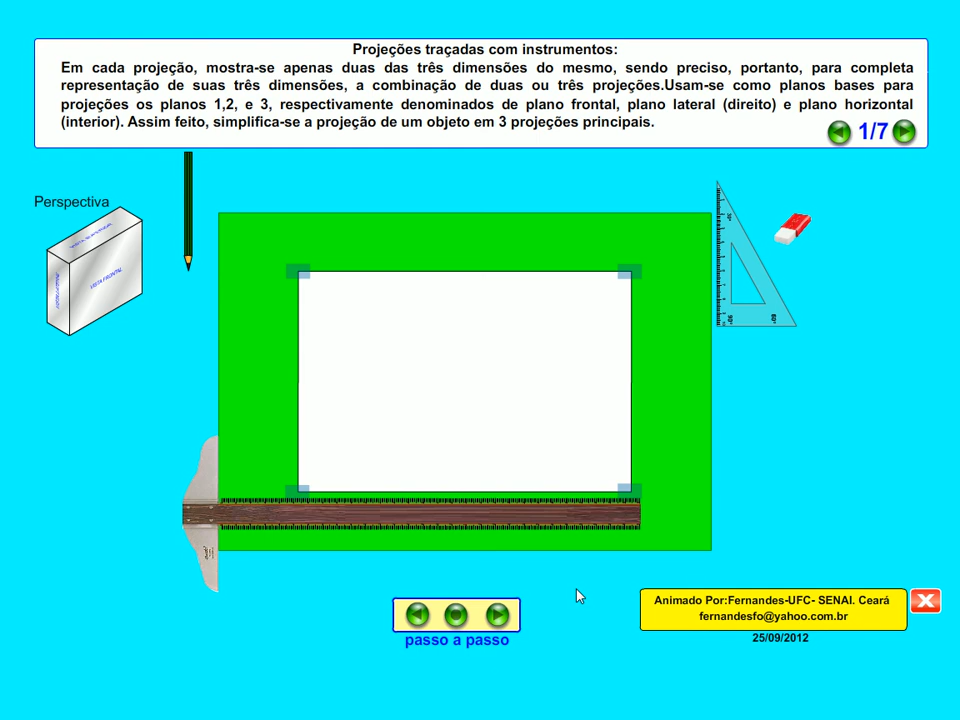 Projeções traçadas com instrumentos:
Em cada projeção, mostra-se apenas duas das três dimensões do mesmo, sendo preciso, portanto, para completa
representação de suas três dimensões, a combinação de duas ou três projeções.Usam-se como planos bases para
projeções os planos 1,2, e 3, respectivamente denominados de plano frontal, plano lateral (direito) e plano horizontal
(interior). Assim feito, simplifica-se a projeção de um objeto em 3 projeções principais.
1/7
Perspectiva
VISTA FRONTAL
30°
90°
60°
passo a passo
Animado Por:Fernandes-UFC- SENAI. Ceará
fernandesfo@yahoo.com.br
25/09/2012